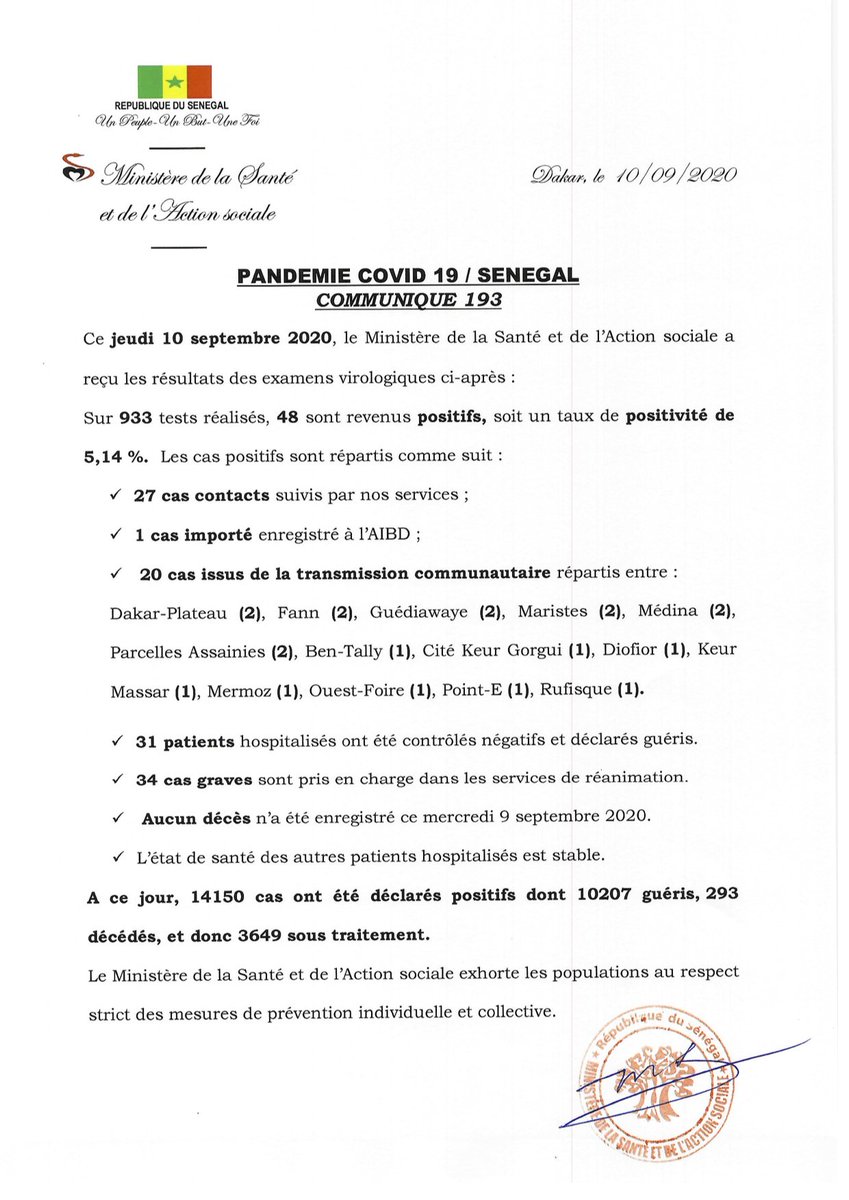 REPUBLIQUE DU SENEGAL
Un Peuple-Un But-Une Foi
Ministère de la Santé
et de l'Action sociale
Dakar, le 10/09/2020
PANDEMIE COVID 19 / SENEGAL
COMMUNIQUE 193
Ce jeudi 10 septembre 2020, le Ministère de la Santé et de l'Action sociale a
reçu les résultats des examens virologiques ci-après :
Sur 933 tests réalisés, 48 sont revenus positifs, soit un taux de positivité de
5,14 %. Les cas positifs sont répartis comme suit :
✓ 27 cas contacts suivis par nos services ;
✓ 1 cas importé enregistré à l'AIBD ;
✓ 20 cas issus de la transmission communautaire répartis entre :
Dakar-Plateau (2), Fann (2), Guédiawaye (2), Maristes (2), Médina (2),
Parcelles Assainies (2), Ben-Tally (1), Cité Keur Gorgui (1), Diofior (1), Keur
Massar (1), Mermoz (1), Ouest-Foire (1), Point-E (1), Rufisque (1).
✓ 31 patients hospitalisés ont été contrôlés négatifs et déclarés guéris.
✓ 34 cas graves sont pris en charge dans les services de réanimation.
✓ Aucun décès n'a été enregistré ce mercredi 9 septembre 2020.
✓ L'état de santé des autres patients hospitalisés est stable.
A ce jour, 14150 cas ont été déclarés positifs dont 10207 guéris, 293
décédés, et donc 3649 sous traitement.
Le Ministère de la Santé et de l'Action sociale exhorte les populations au respect
strict des mesures de prévention individuelle et collective.
République du Sénégal
MINISTÈRE DE LA SANTÉ ET DE L'ACTION SOCIALE